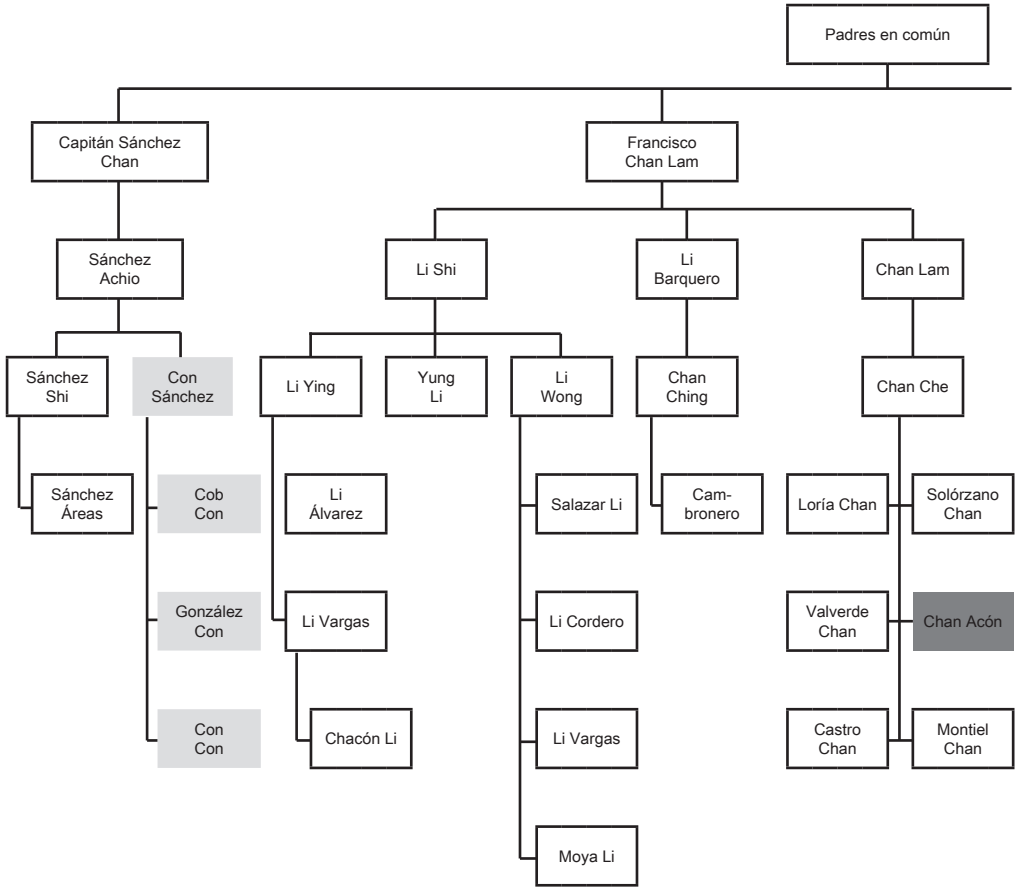 Padres en común
Capitán Sánchez
Chan
Francisco
Chan Lam
Sánchez
Achio
Li Shi
Li
Barquero
Chan Lam
Sánchez
Shi
Con
Sánchez
Li Ying
Yung
Li
Li
Wong
Chan
Ching
Chan Che
Sánchez
Áreas
Cob
Con
Li
Álvarez
Salazar Li
Cam-
bronero
Loría Chan
Solórzano
Chan
González
Con
Li Vargas
Li Cordero
Valverde
Chan
Chan Acón
Con
Con
Chacón Li
Li Vargas
Castro
Chan
Montiel
Chan
Moya Li